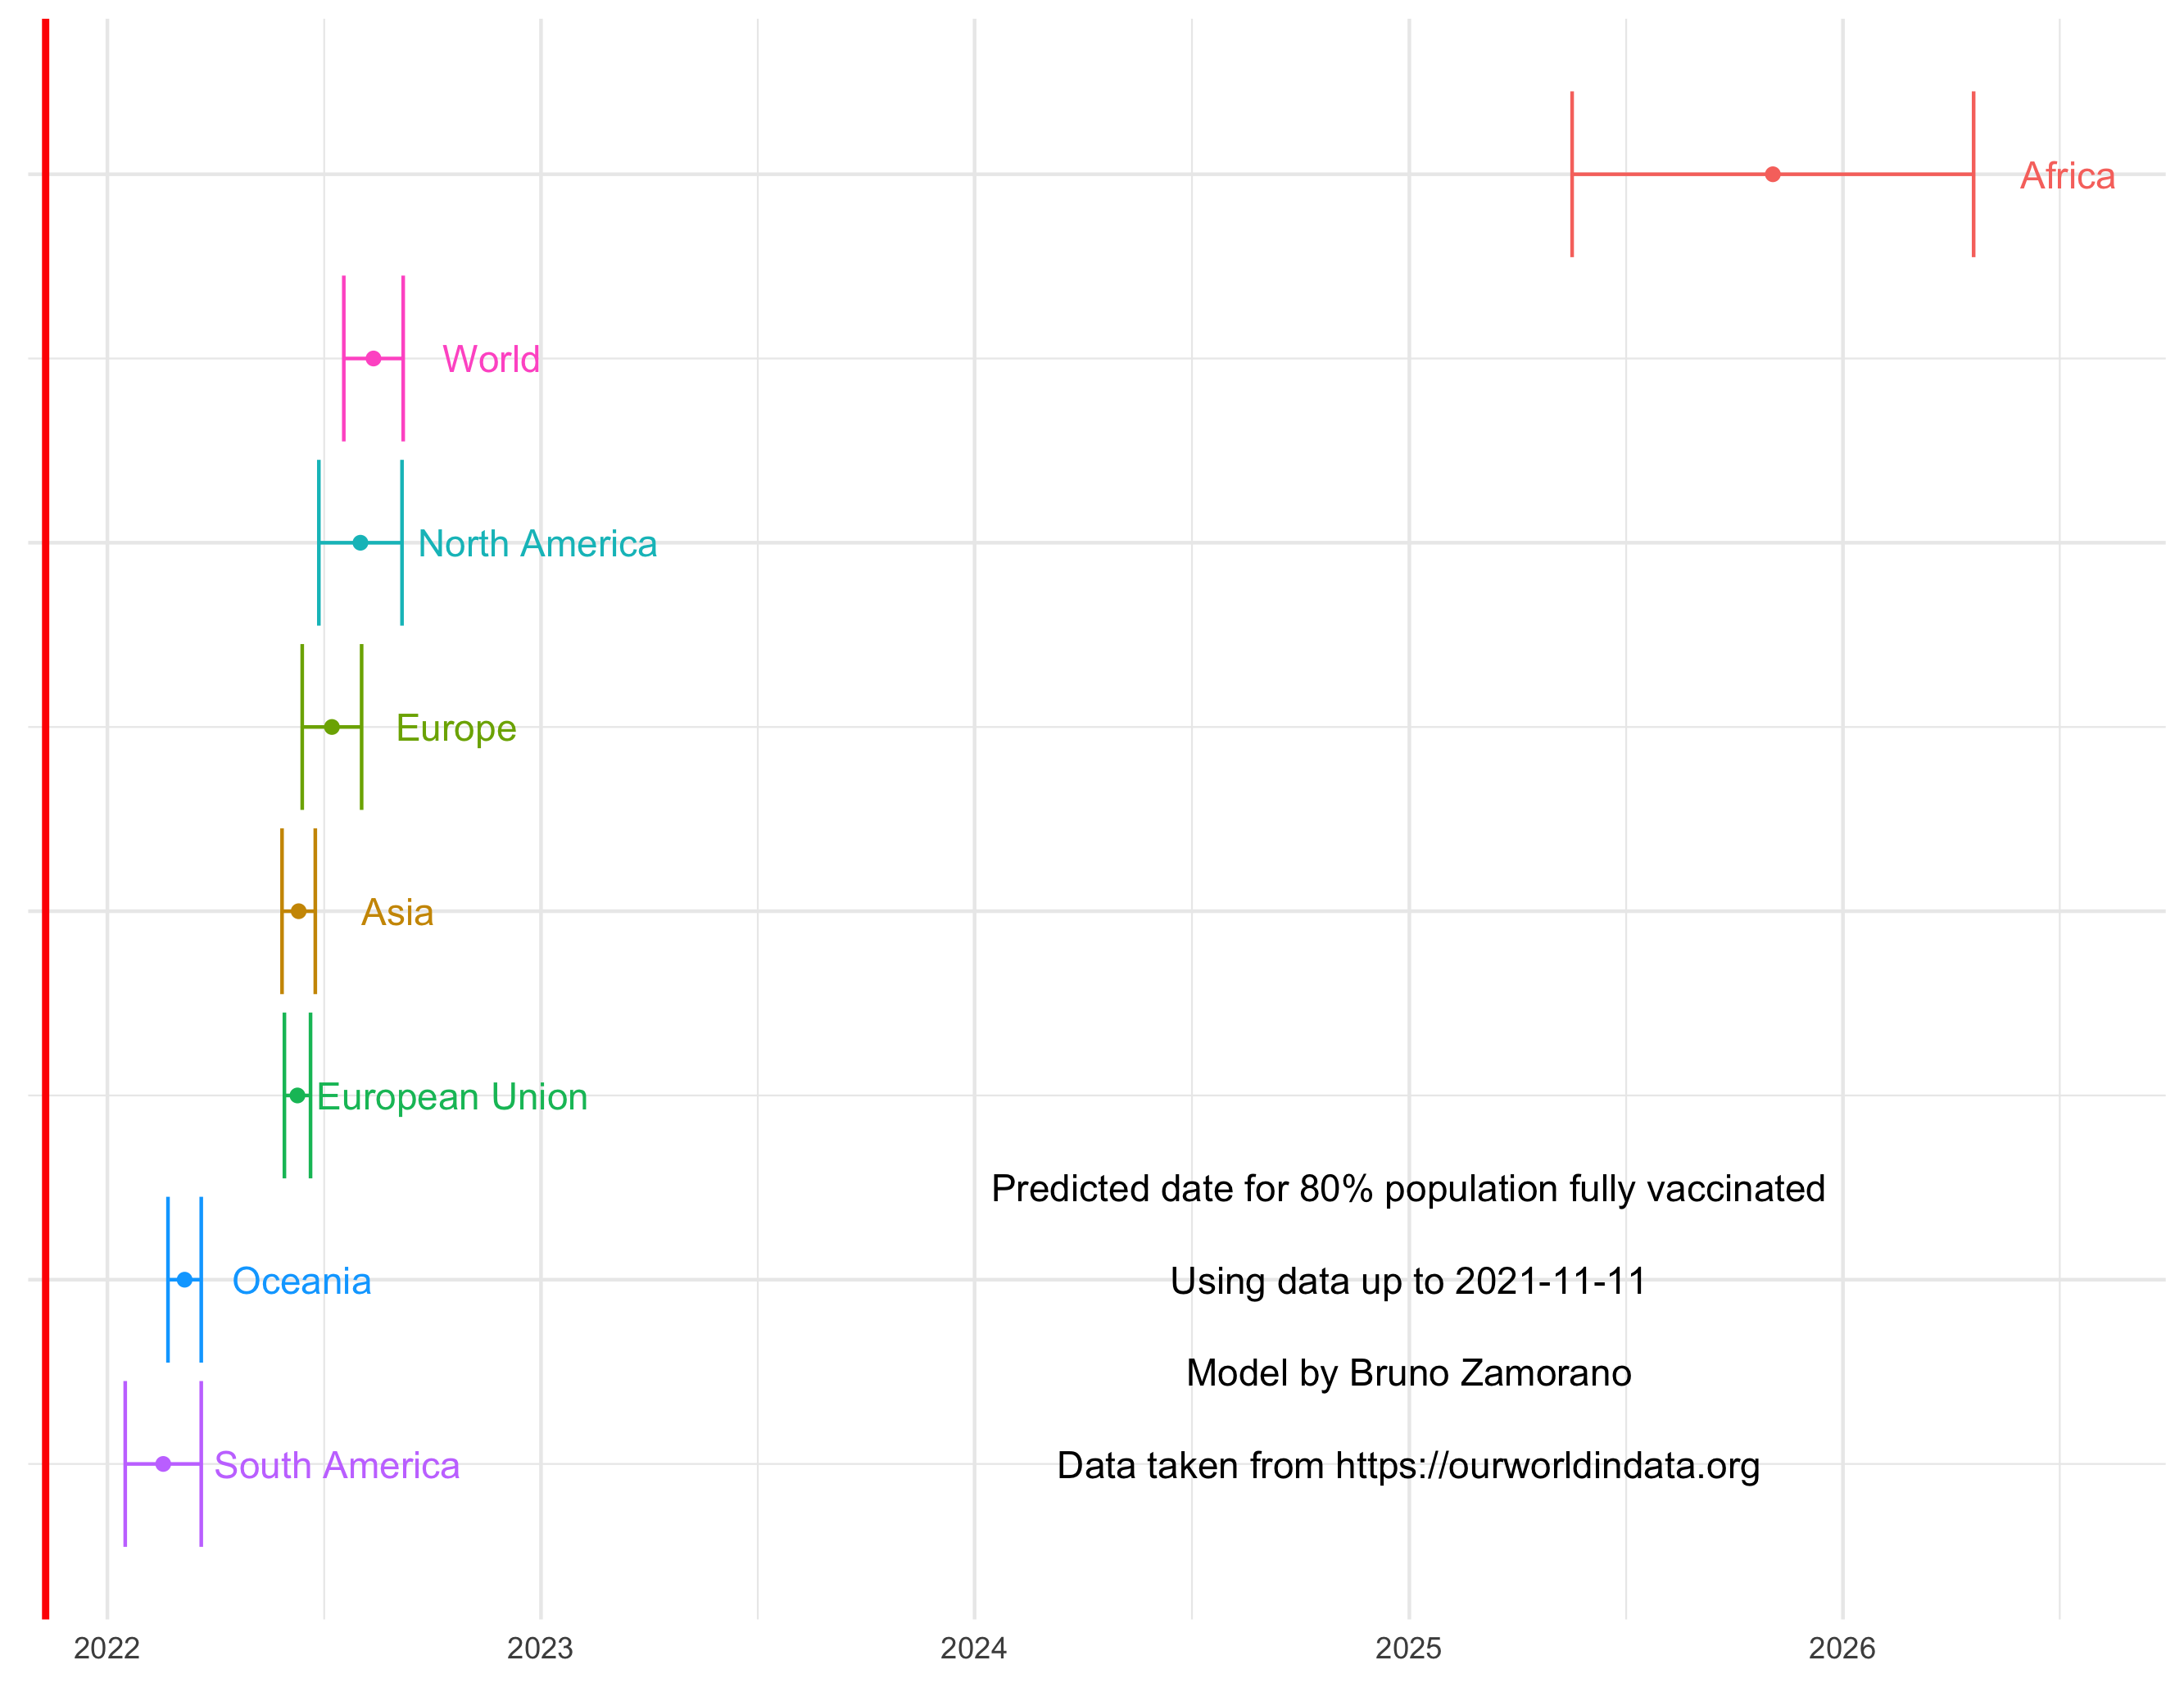 Africa
World
North America
Europe
Asia
European Union
Predicted date for 80% population fully vaccinated
Oceania
Using data up to 2021-11-11
Model by Bruno Zamorano
South America
Data taken from https://ourworldindata.org
2022
2023
2024
2025
2026